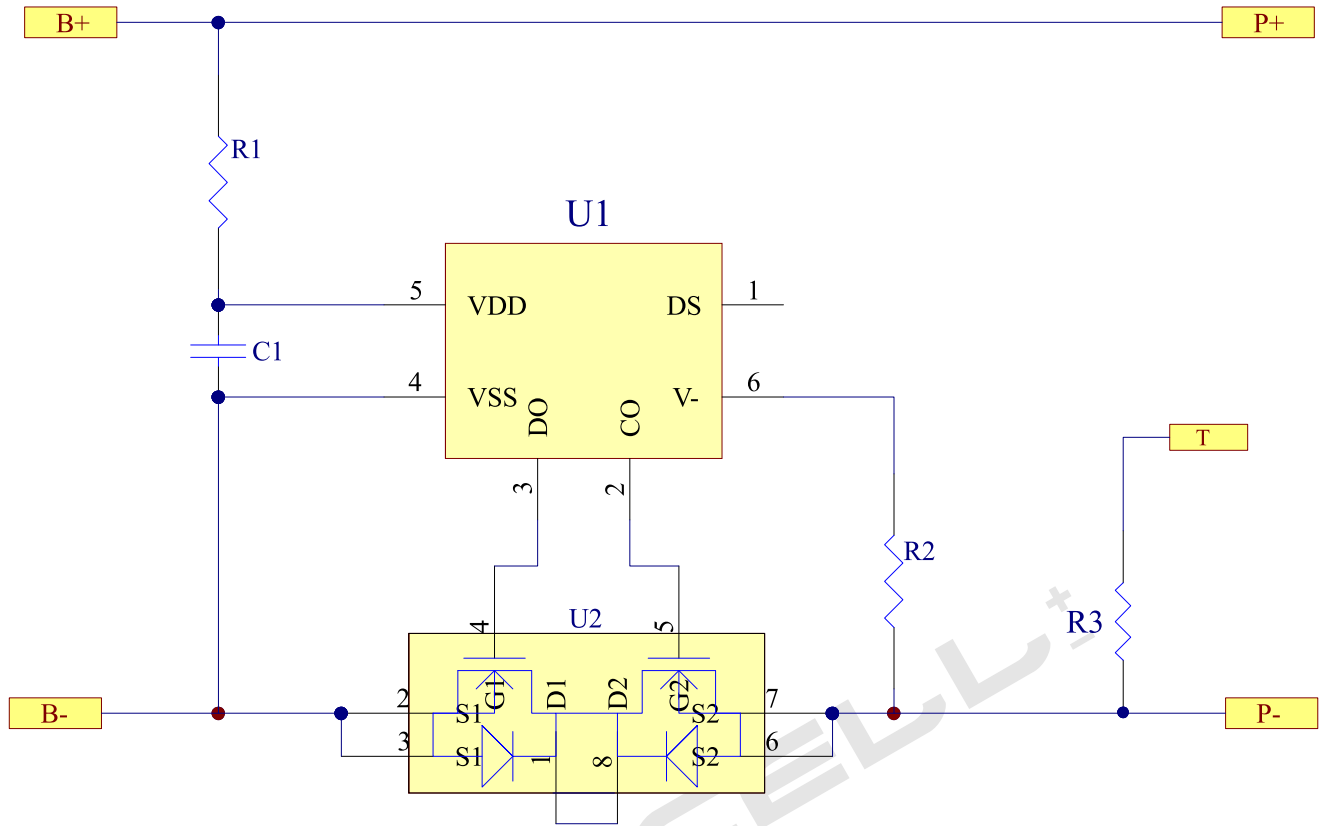 B+
P+
R1
U1
5
VDD
DS
1
C1
4
VSS
DO
CO
V-
6
T
3
2
R2
R3
U2
4
5
B-
2
S1
G1
D1
D2
G2
S2
7
P-
3
S1
1
8
S2
6
CELL±